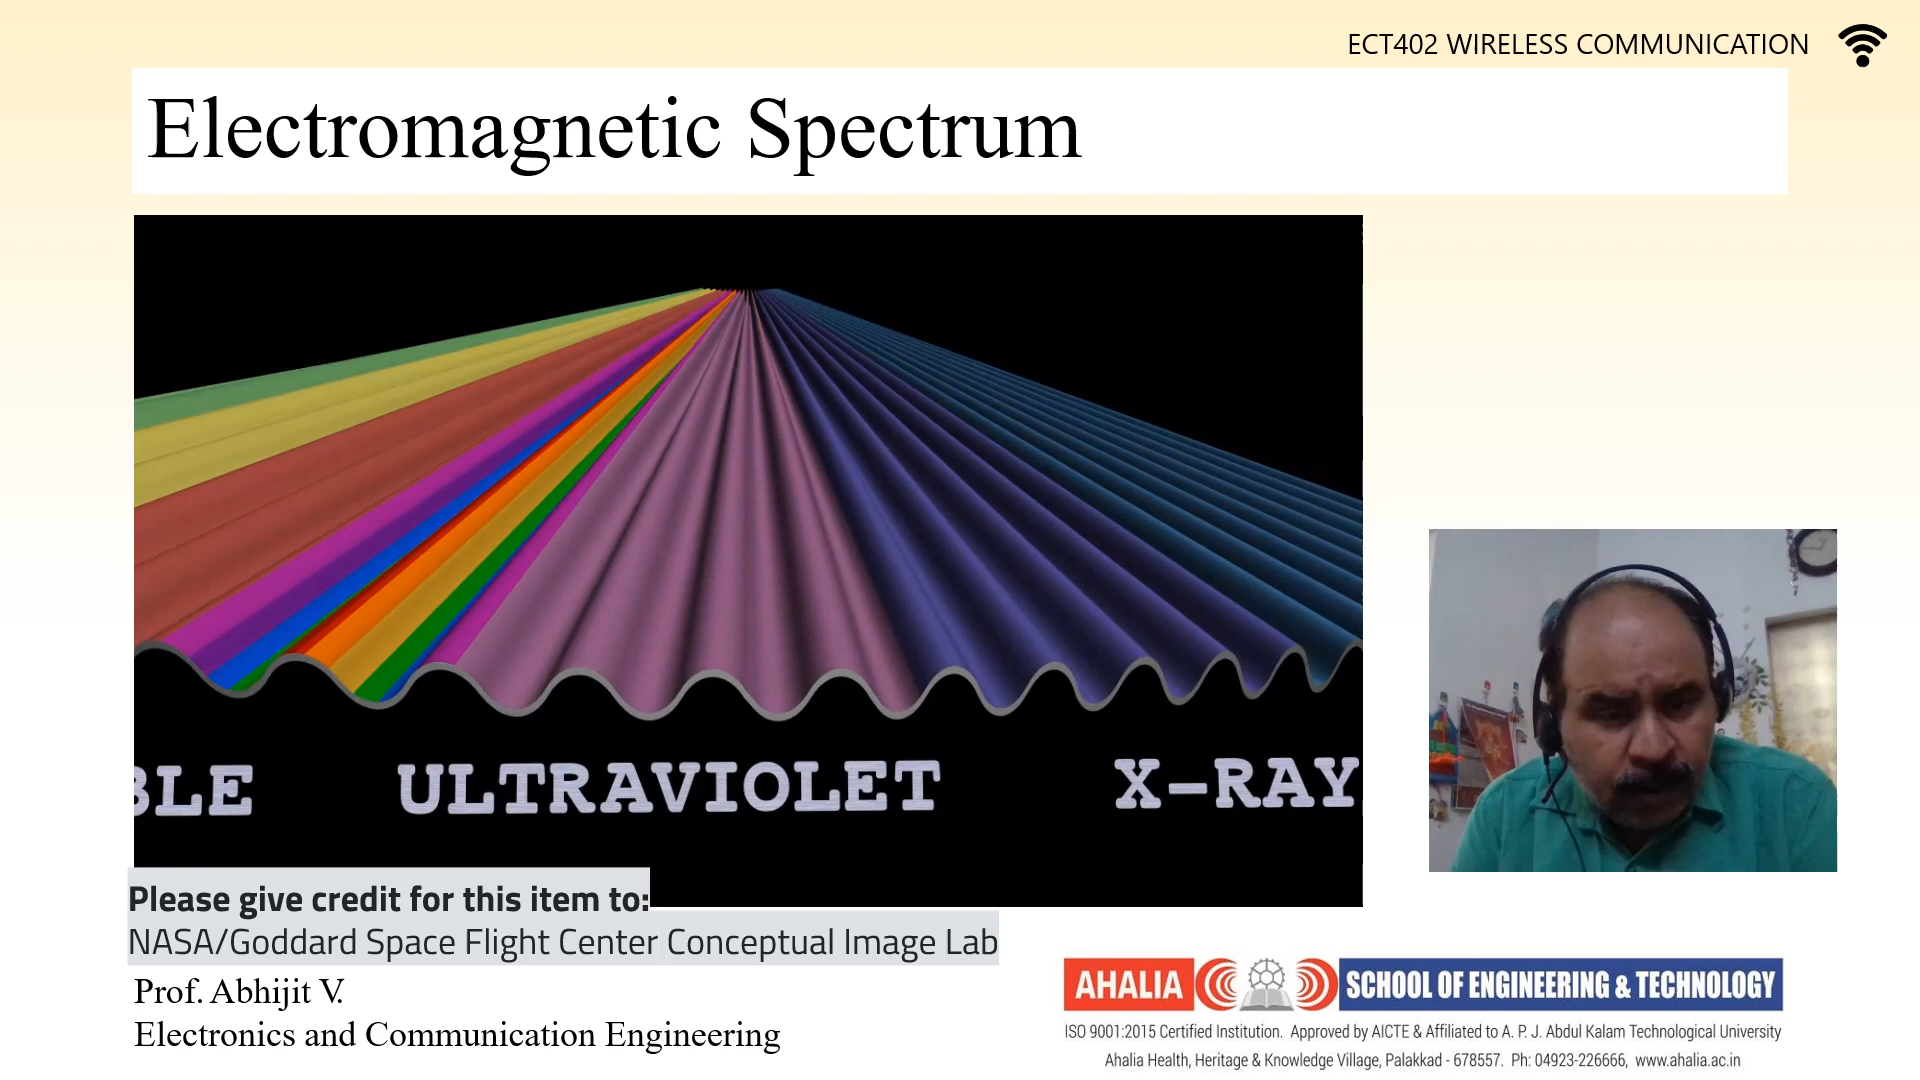 ECT402 WIRELESS COMMUNICATION
Electromagnetic Spectrum
BLE ULTRAVIOLET X-RAY
Please give credit for this item to:
NASA/Goddard Space Flight Center Conceptual Image Lab
Prof. Abhijit V.
Electronics and Communication Engineering
AHALIA SCHOOL OF ENGINEERING & TECHNOLOGY
ISO 9001:2015 Certified Institution. Approved by AICTE & Affiliated to A. P. J. Abdul Kalam Technological University
Ahalia Health, Heritage & Knowledge Village, Palakkad - 678557. Ph: 04923-226666, www.ahalia.ac.in